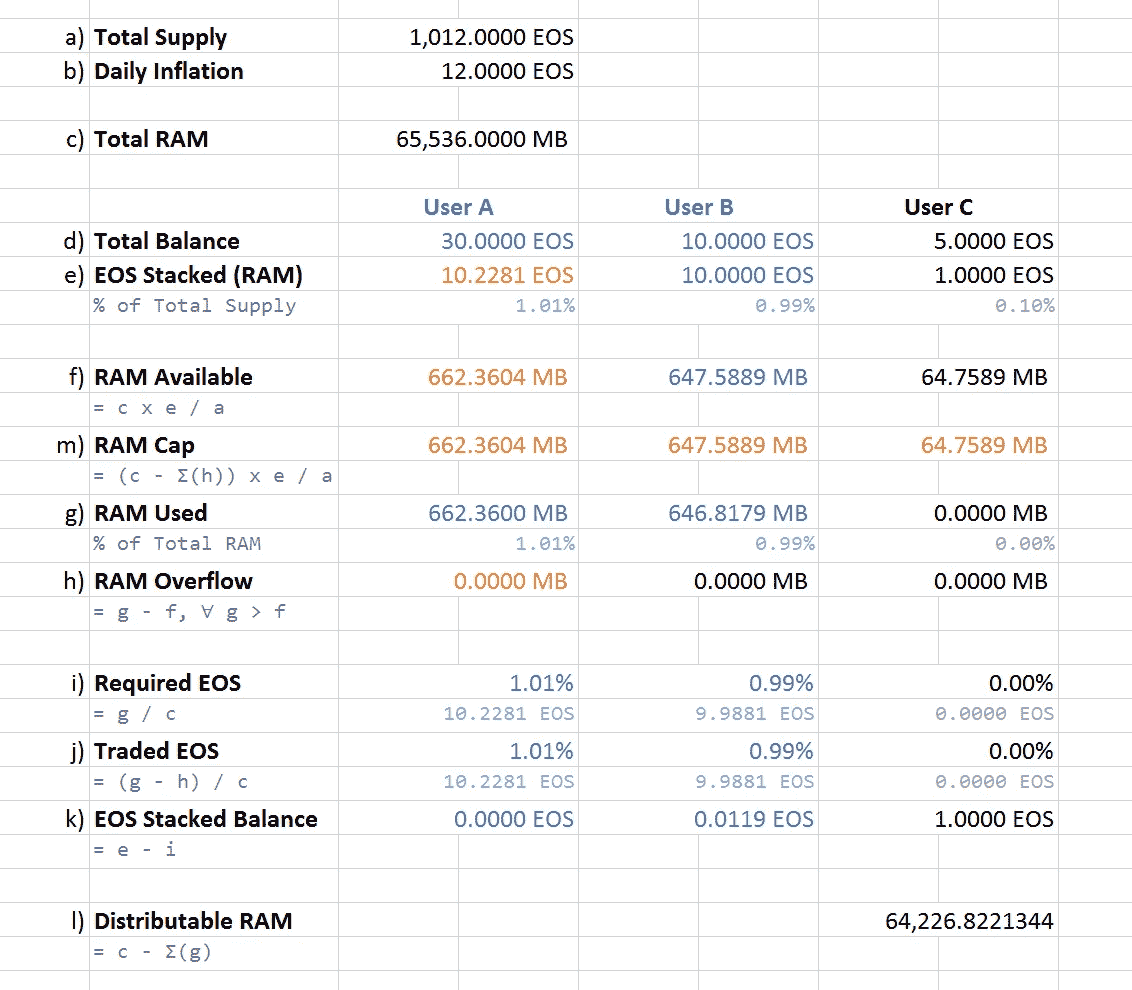 a) Total Supply 1,012.0000 EOS
b) Daily Inflation 12.0000 EOS
c) Total RAM 65,536.0000 MB
User A User B User C
d) Total Balance 30.0000 EOS 10.0000 EOS 5.0000 EOS
e) EOS Stacked (RAM) 10.2281 EOS 10.0000 EOS 1.0000 EOS
% of Total Supply 1.01% 0.99% 0.10%
f) RAM Available 662.3604 MB 647.5889 MB 64.7589 MB
= c x e / a
m) RAM Cap 662.3604 MB 647.5889 MB 64.7589 MB
= (c - Σ(h)) x e / a
g) RAM Used 662.3600 MB 646.8179 MB 0.0000 MB
% of Total RAM 1.01% 0.99% 0.00%
h) RAM Overflow 0.0000 MB 0.0000 MB 0.0000 MB
= g - f, ∀ g > f
i) Required EOS 1.01% 0.99% 0.00%
= g / c 10.2281 EOS 9.9881 EOS 0.0000 EOS
j) Traded EOS 1.01% 0.99% 0.00%
= (g - h) / c 10.2281 EOS 9.9881 EOS 0.0000 EOS
k) EOS Stacked Balance 0.0000 EOS 0.0119 EOS 1.0000 EOS
= e - i
l) Distributable RAM 64,226.8221344
= c - Σ(g)